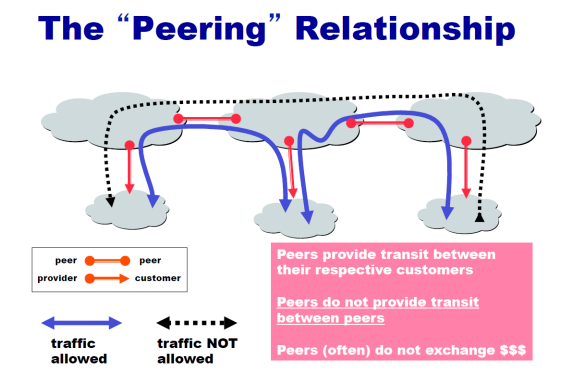 The “Peering” Relationship
peer peer
provider customer
traffic
allowed
traffic NOT
allowed
Peers provide transit between
their respective customers
Peers do not provide transit
between peers
Peers (often) do not exchange $$$